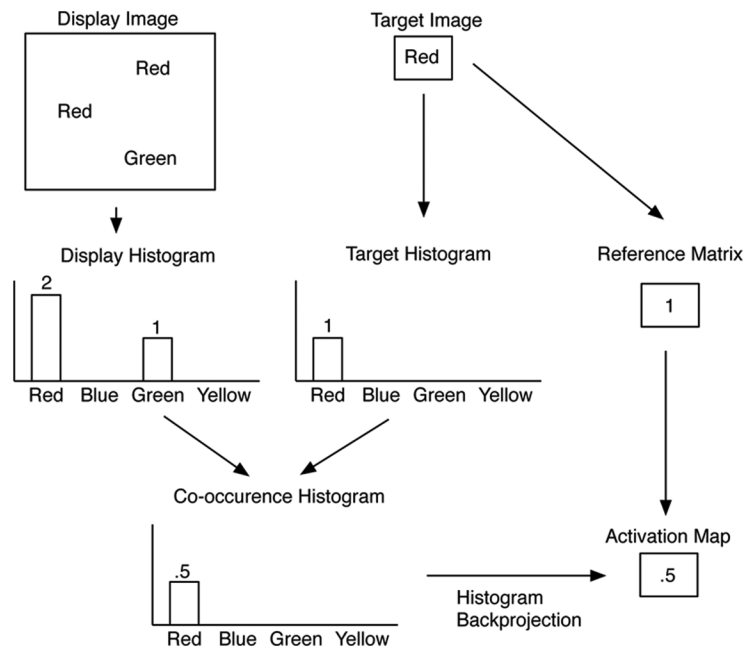 Display Image
Red
Red
Green
Target Image
Red
Display Histogram
2
1
Red Blue Green Yellow
Target Histogram
1
Red Blue Green Yellow
Reference Matrix
1
Co-occurence Histogram
.5
Red Blue Green Yellow
Histogram
Backprojection
Activation Map
.5